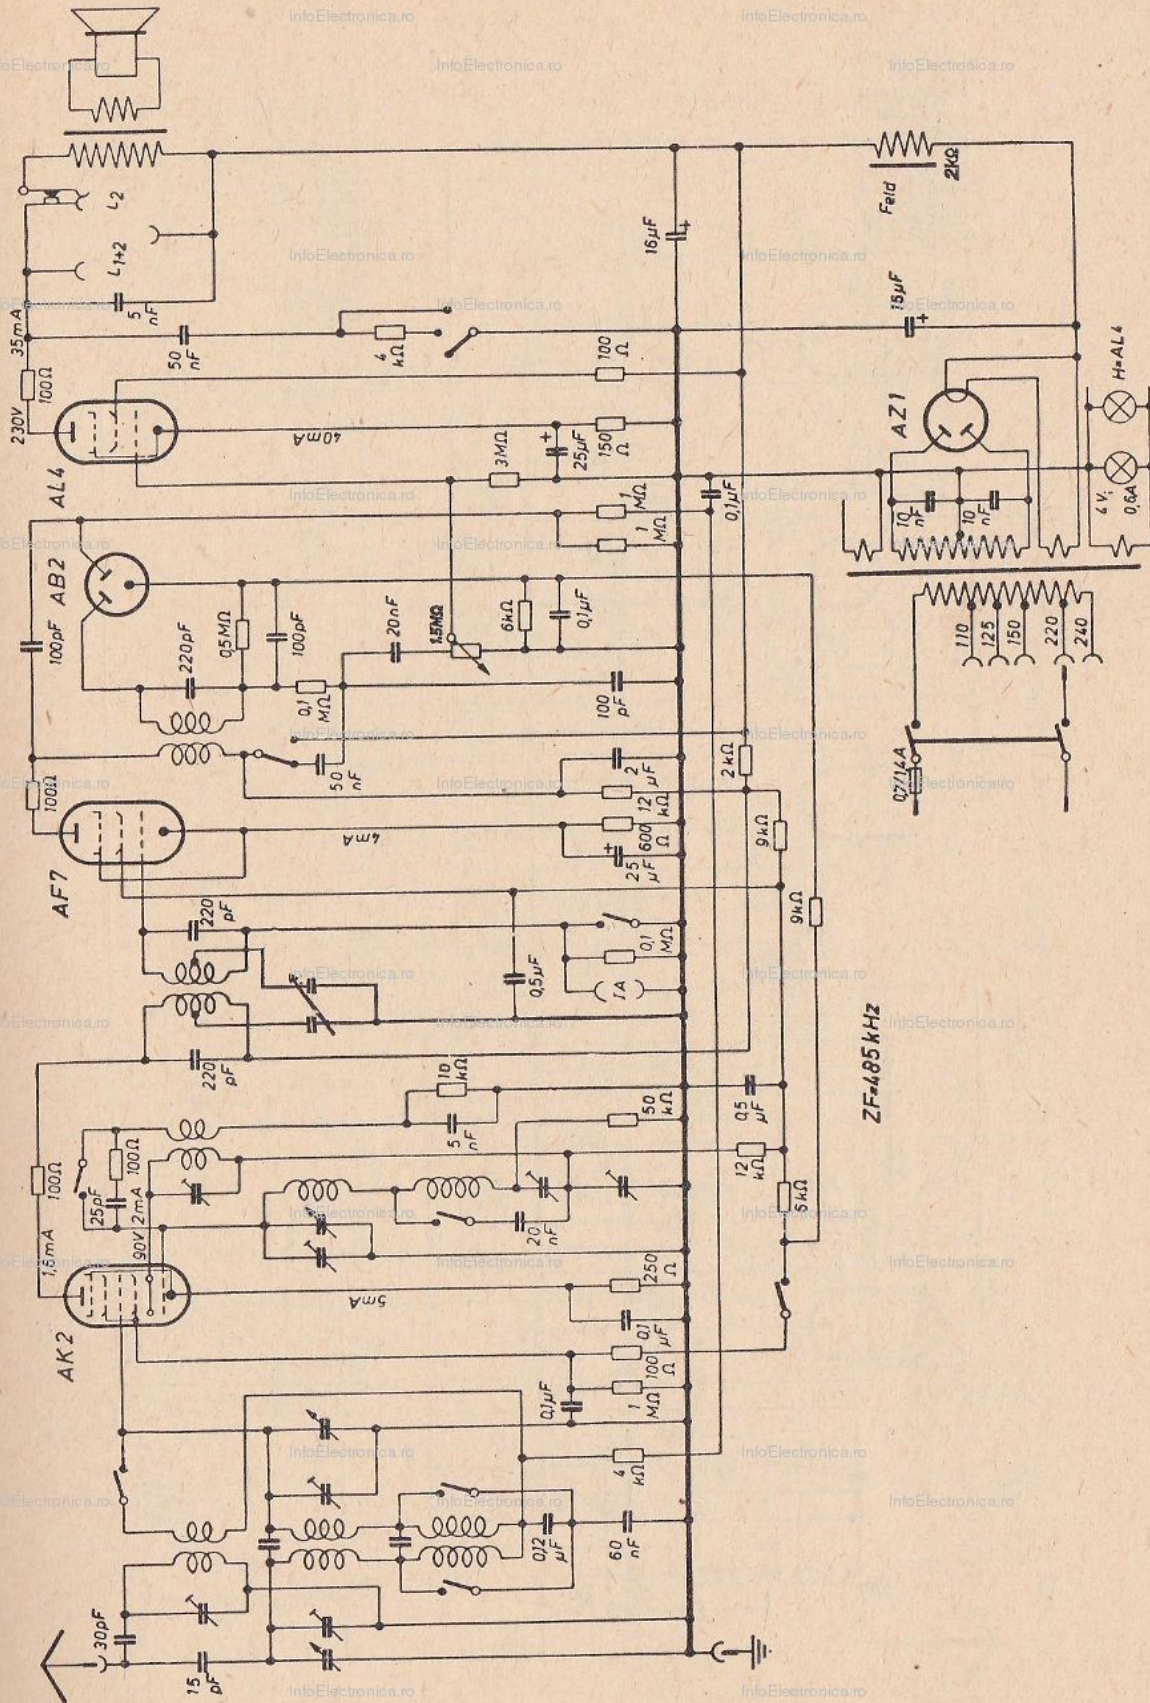 InfoElectronica.ro
AK2
AF7
AB2
AL4
AZ1
L2
L1+2
Feld
2kΩ
5
nF
35mA
230V
100Ω
50
nF
4
kΩ
100
Ω
16µF
40mA
3MΩ
25µF
150
Ω
1
MΩ
1
MΩ
0,1µF
H=AL4
4V;
0,6A
10
nF
10
nF
110
125
150
220
240
0,7/1,4A
100pF
220pF
0,5MΩ
100pF
0,1
MΩ
20nF
1,5MΩ
6kΩ
0,1µF
100
pF
50
nF
2
µF
2kΩ
100Ω
12
kΩ
600
Ω
25
µF
4mA
9kΩ
9kΩ
220
pF
0,5µF
0,1
MΩ
TA
220
pF
10
kΩ
5
nF
50
kΩ
0,5
µF
12
kΩ
5kΩ
100Ω
100Ω
25pF
1,6mA
90V
2mA
20
nF
5mA
250
Ω
0,1
µF
100
Ω
1
MΩ
0,1µF
4
kΩ
0,12
µF
60
nF
30pF
15
pF
ZF=485kHz